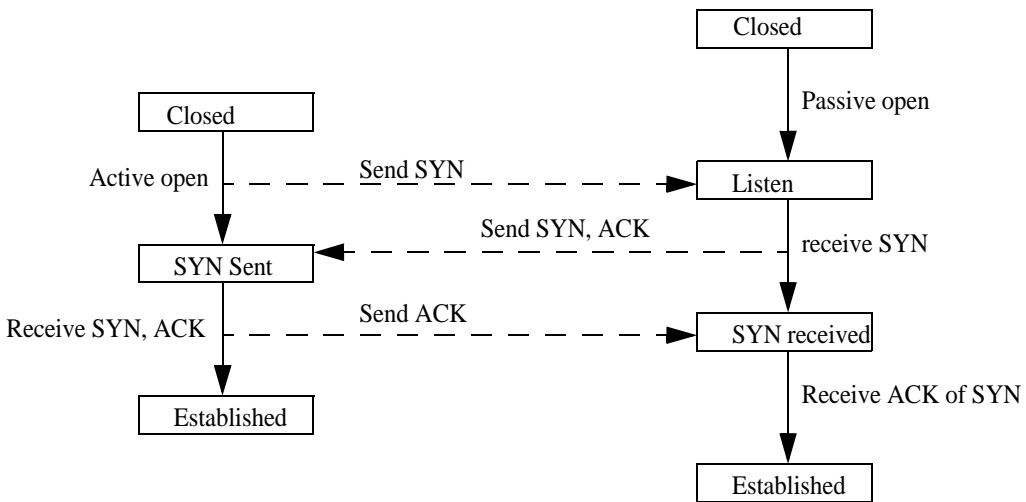 Closed
Passive open
Closed
Active open
Send SYN
Listen
Send SYN, ACK
receive SYN
SYN Sent
Receive SYN, ACK
Send ACK
SYN received
Receive ACK of SYN
Established
Established